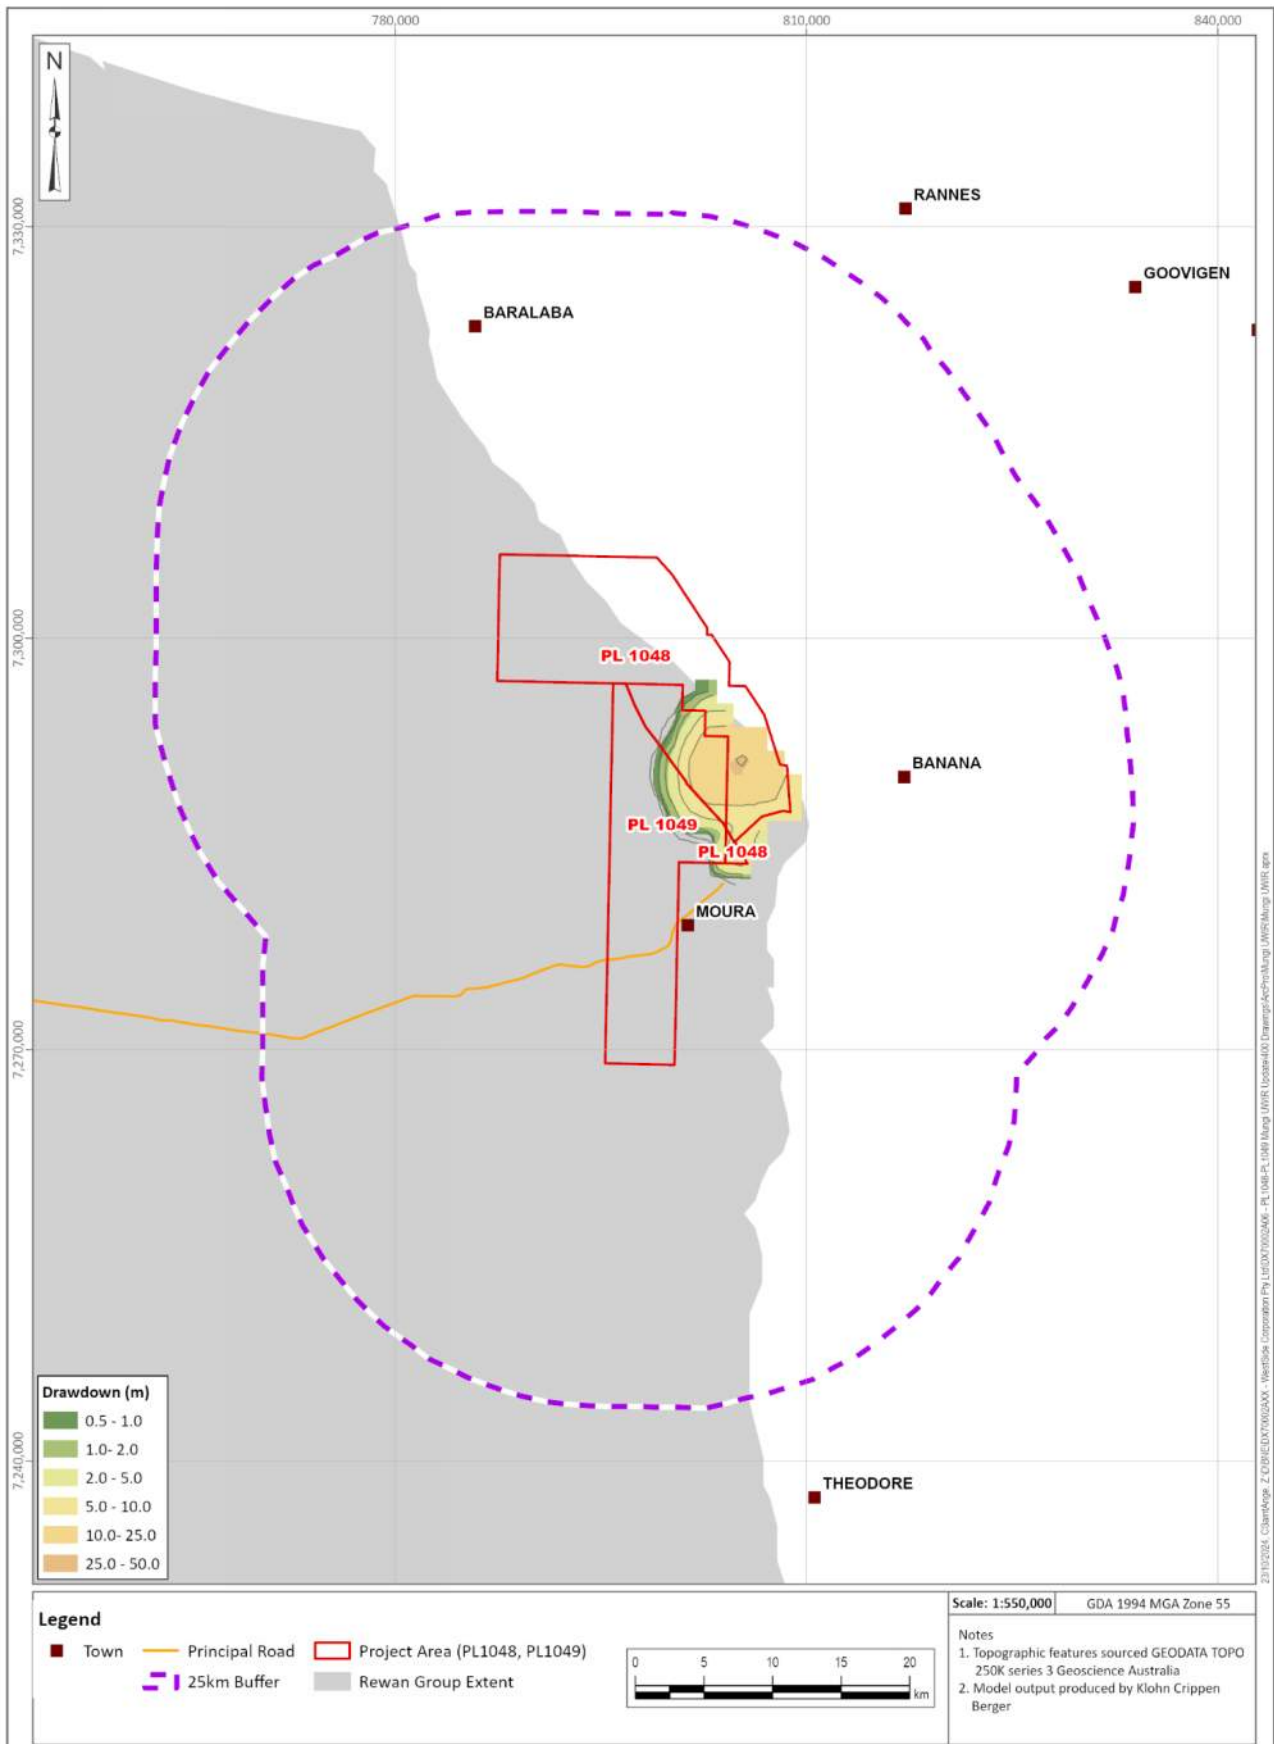 780,000
810,000
840,000
N
7,330,000
7,300,000
7,270,000
7,240,000
RANNES
GOOVIGEN
BARALABA
PL 1048
BANANA
PL 1049
PL 1048
MOURA
THEODORE
Drawdown (m)
0.5 - 1.0
1.0- 2.0
2.0 - 5.0
5.0 - 10.0
10.0- 25.0
25.0 - 50.0
Legend
Town
Principal Road
Project Area (PL1048, PL1049)
25km Buffer
Rewan Group Extent
0 5 10 15 20
km
Scale: 1:550,000
GDA 1994 MGA Zone 55
Notes
1. Topographic features sourced GEODATA TOPO
250K series 3 Geoscience Australia
2. Model output produced by Klohn Crippen
Berger